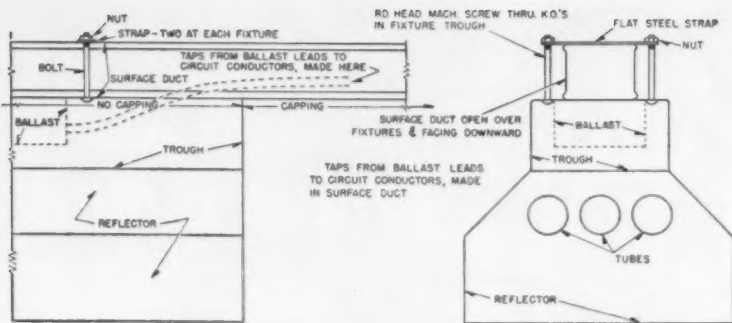 NUT
STRAP-TWO AT EACH FIXTURE
TAPS FROM BALLAST LEADS TO
CIRCUIT CONDUCTORS, MADE HERE
BOLT
SURFACE DUCT
NO CAPPING
CAPPING
BALLAST
TROUGH
REFLECTOR
RD HEAD MACH. SCREW THRU. K.O.'S
IN FIXTURE TROUGH
FLAT STEEL STRAP
NUT
SURFACE DUCT OPEN OVER
FIXTURES & FACING DOWNWARD
BALLAST
TROUGH
TAPS FROM BALLAST LEADS
TO CIRCUIT CONDUCTORS, MADE
IN SURFACE DUCT
TUBES
REFLECTOR